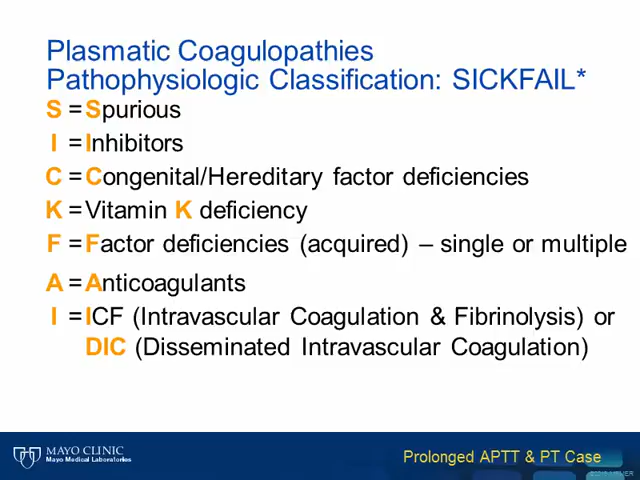 Plasmatic Coagulopathies
Pathophysiologic Classification: SICKFAIL*
S = Spurious
I = Inhibitors
C = Congenital/Hereditary factor deficiencies
K = Vitamin K deficiency
F = Factor deficiencies (acquired) – single or multiple
A = Anticoagulants
I = ICF (Intravascular Coagulation & Fibrinolysis) or
DIC (Disseminated Intravascular Coagulation)
MAYO CLINIC
Mayo Medical Laboratories
Prolonged APTT & PT Case